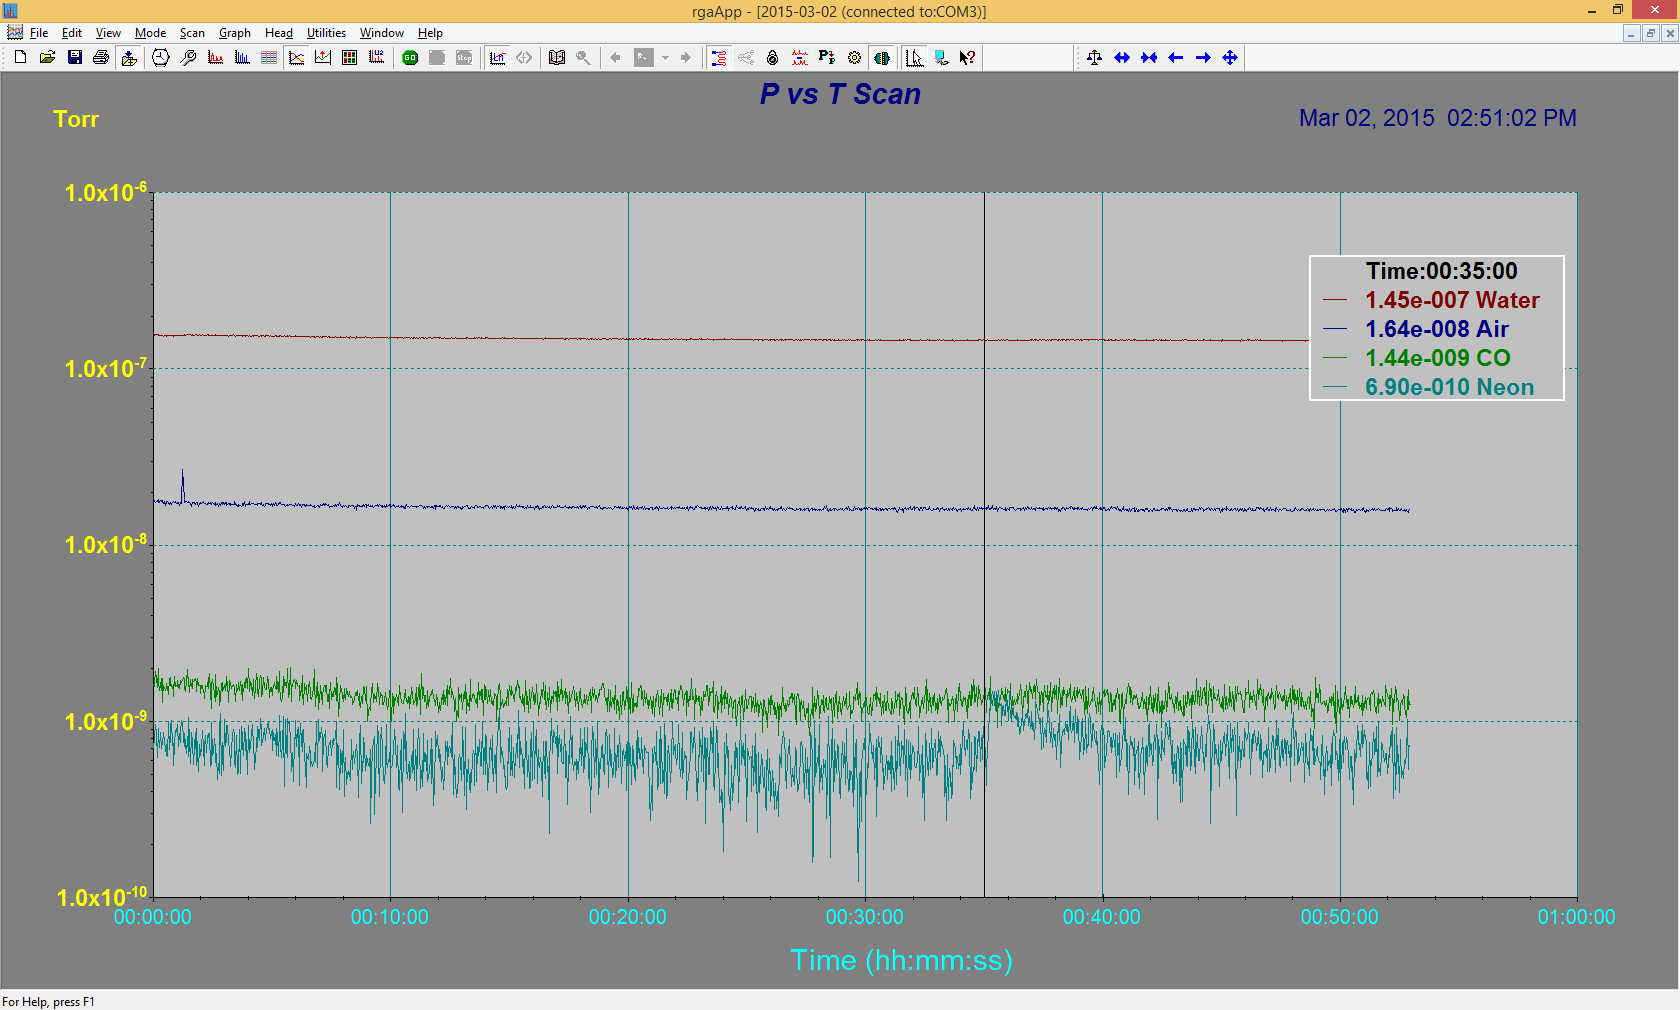 rgaApp - [2015-03-02 (connected to:COM3)]
File Edit View Mode Scan Graph Head Utilities Window Help
GO Stop
P vs T Scan
Torr
Mar 02, 2015 02:51:02 PM
1.0x10-6
Time:00:35:00
1.45e-007 Water
1.64e-008 Air
1.0x10-7
1.44e-009 CO
6.90e-010 Neon
1.0x10-8
1.0x10-9
1.0x10-10
00:00:00 00:10:00 00:20:00 00:30:00 00:40:00 00:50:00 01:00:00
Time (hh:mm:ss)
For Help, press F1